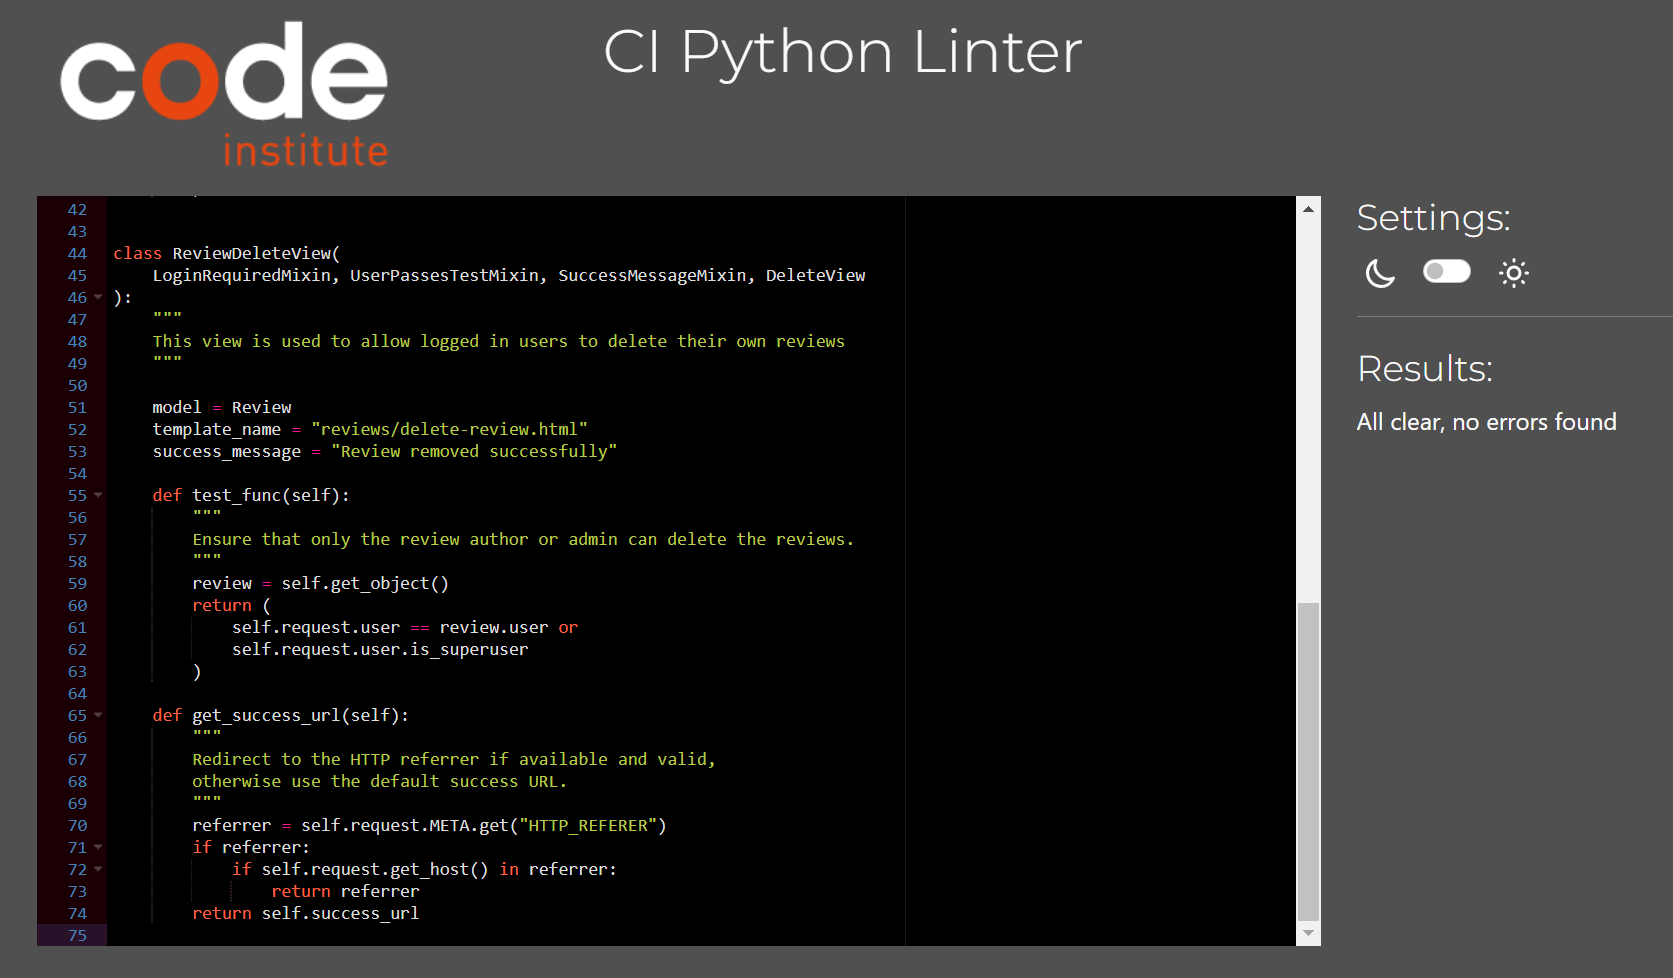 code
institute
CI Python Linter
42
43
44 class ReviewDeleteView(
45     LoginRequiredMixin, UserPassesTestMixin, SuccessMessageMixin, DeleteView
46 ):
47     """
48     This view is used to allow logged in users to delete their own reviews
49     """
50
51     model = Review
52     template_name = "reviews/delete-review.html"
53     success_message = "Review removed successfully"
54
55     def test_func(self):
56         """
57         Ensure that only the review author or admin can delete the reviews.
58         """
59         review = self.get_object()
60         return (
61             self.request.user == review.user or
62             self.request.user.is_superuser
63         )
64
65     def get_success_url(self):
66         """
67         Redirect to the HTTP referrer if available and valid,
68         otherwise use the default success URL.
69         """
70         referrer = self.request.META.get("HTTP_REFERER")
71         if referrer:
72             if self.request.get_host() in referrer:
73                 return referrer
74         return self.success_url
75
Settings:
Results:
All clear, no errors found